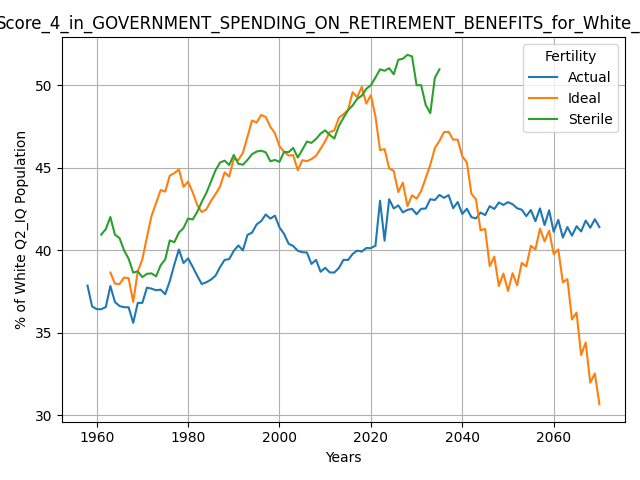 Score_4_in_GOVERNMENT_SPENDING_ON_RETIREMENT_BENEFITS_for_White_
Fertility
Actual
Ideal
Sterile
% of White Q2_IQ Population
50
45
40
35
30
1960
1980
2000
2020
2040
2060
Years